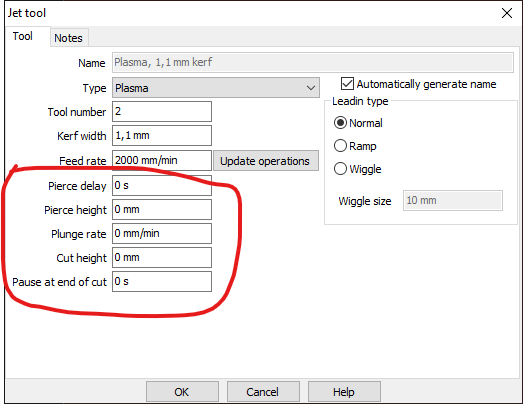 Jet tool
Tool Notes
Name Plasma, 1,1 mm kerf
Type Plasma Automatically generate name
Tool number 2
Kerf width 1,1 mm
Feed rate 2000 mm/min Update operations
Pierce delay 0 s
Pierce height 0 mm
Plunge rate 0 mm/min
Cut height 0 mm
Pause at end of cut 0 s
Leadin type
Normal
Ramp
Wiggle
Wiggle size 10 mm
OK Cancel Help